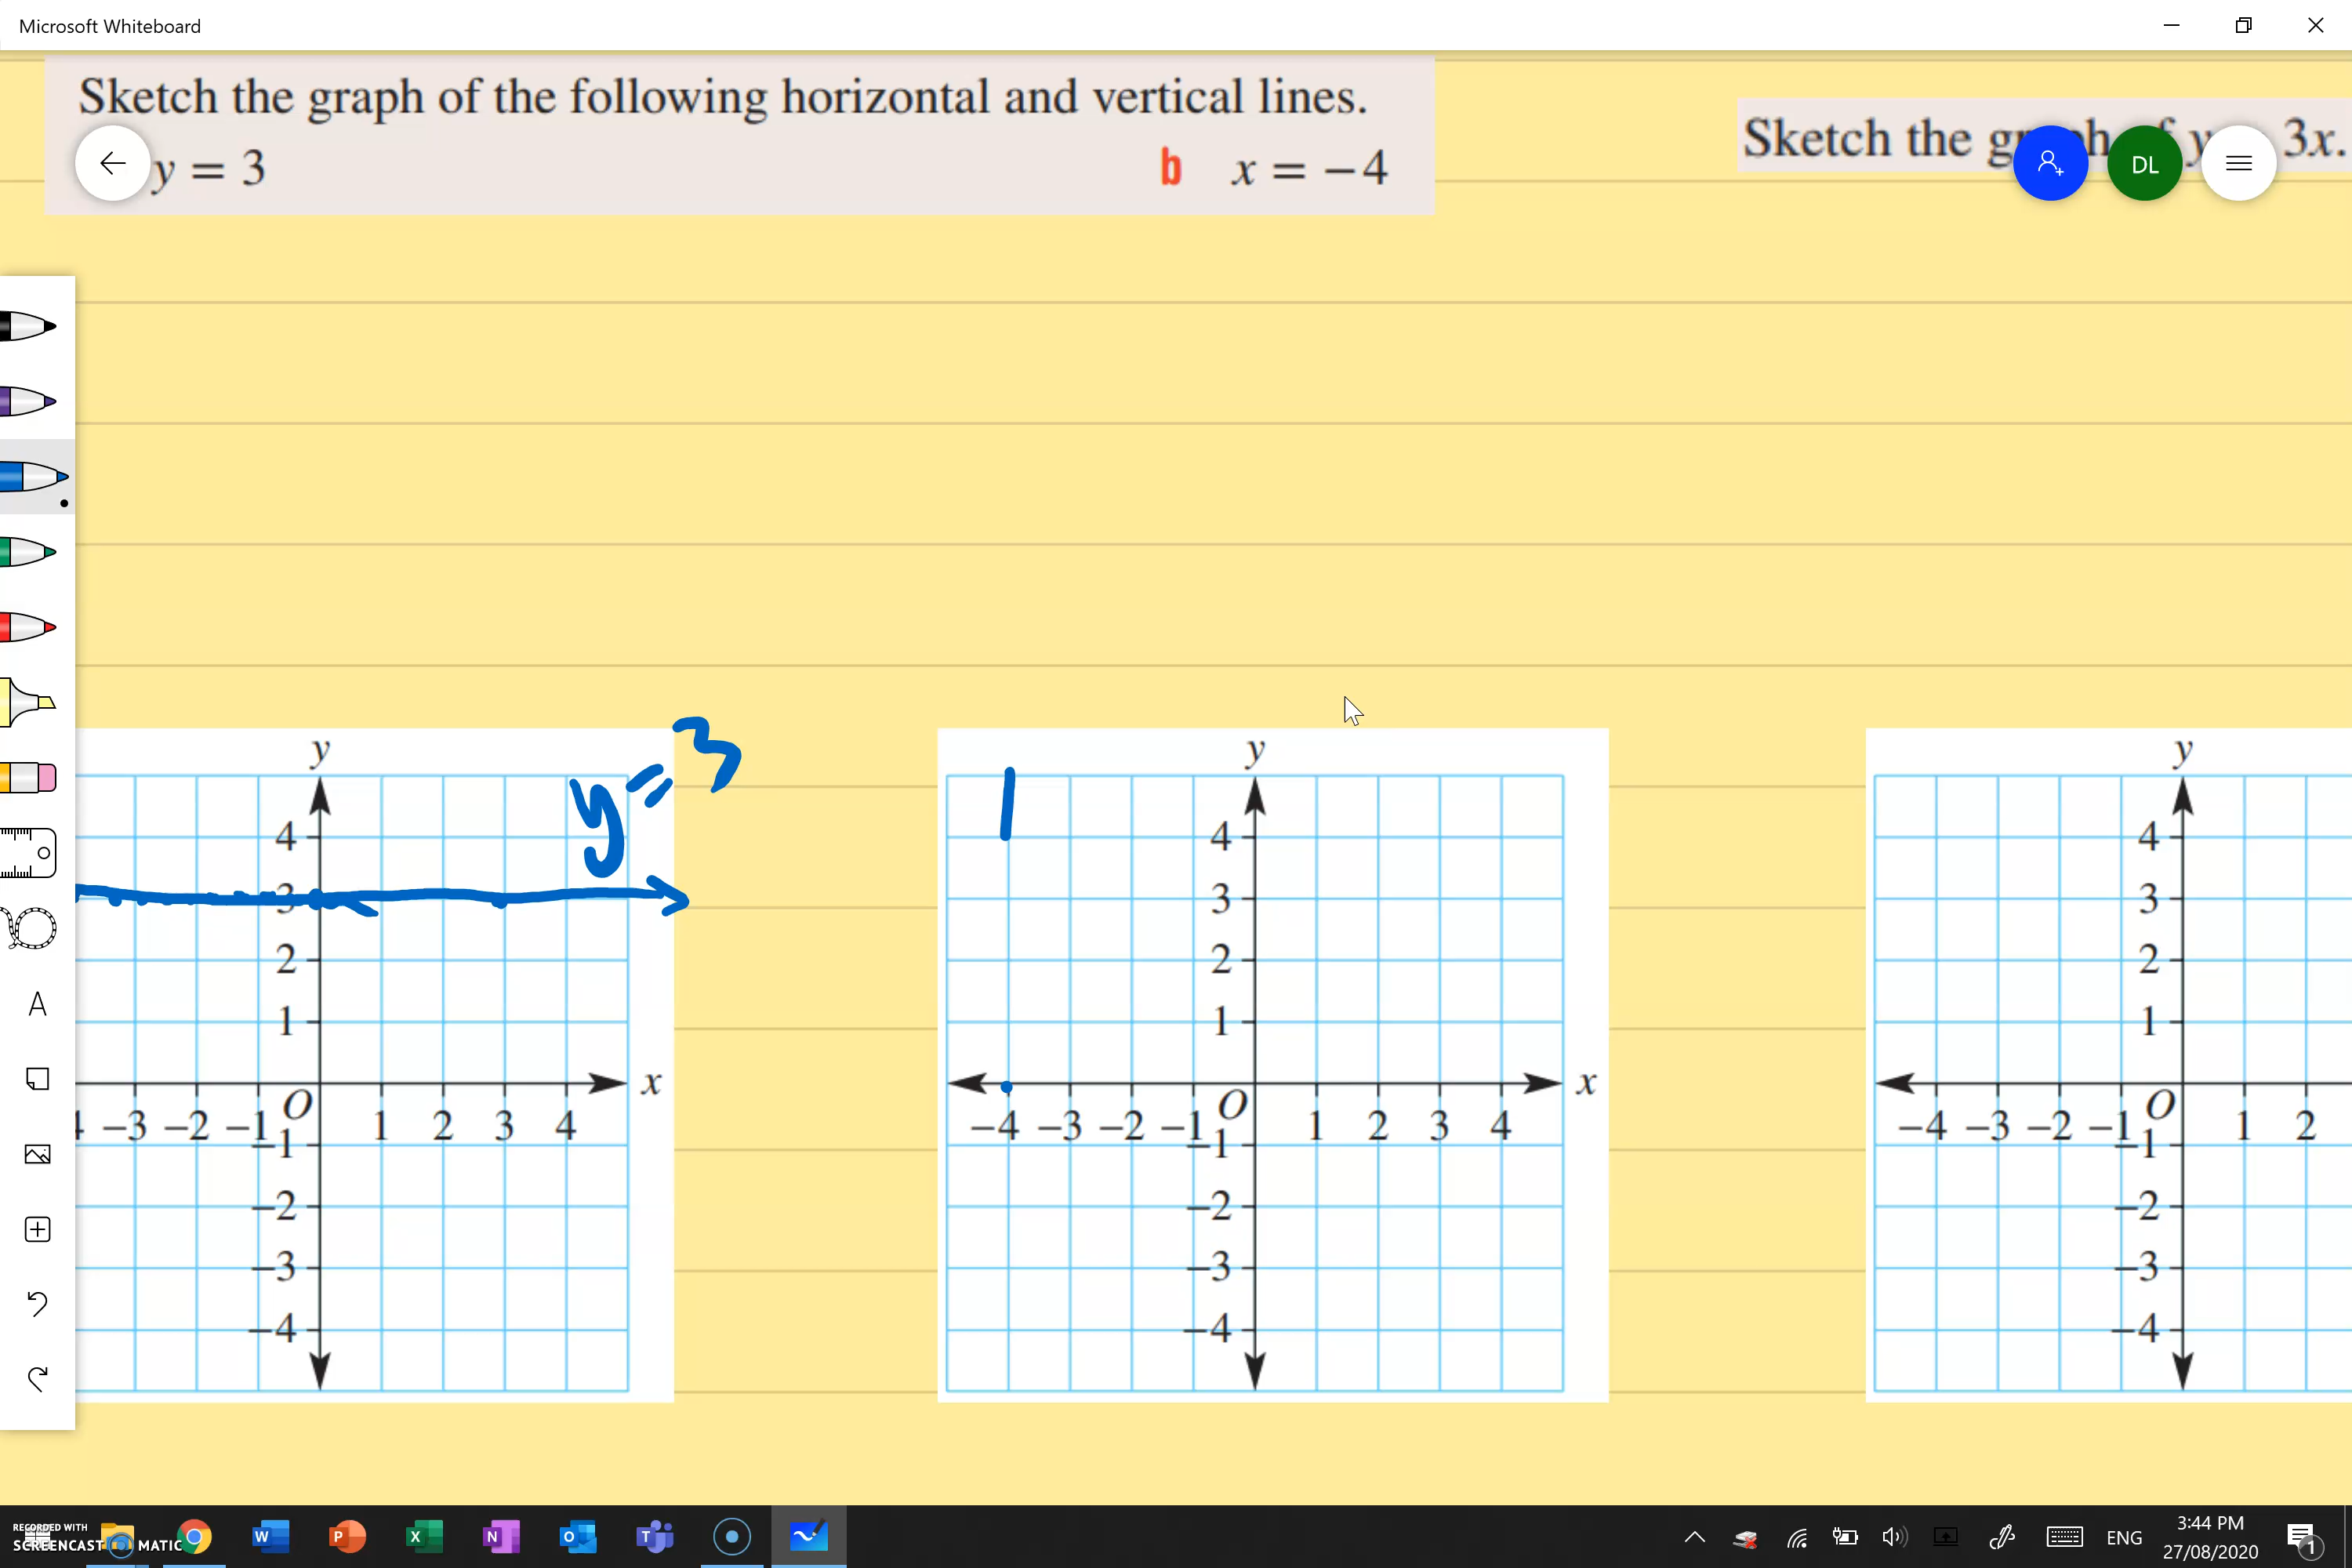 Microsoft Whiteboard
Sketch the graph of the following horizontal and vertical lines.
y = 3
b x = −4
Sketch the graph of y 3x.
DL
y = 3
y
4
3
2
1
O
x
−3 −2 −1 1 2 3 4
−1
−2
−3
−4
y
4
3
2
1
O
x
−4 −3 −2 −1 1 2 3 4
−1
−2
−3
−4
y
4
3
2
1
O
−4 −3 −2 −1 1 2
−1
−2
−3
−4
A
RECORDED WITH
SCREENCAST MATIC
W P X N O T
ENG
3:44 PM
27/08/2020
1